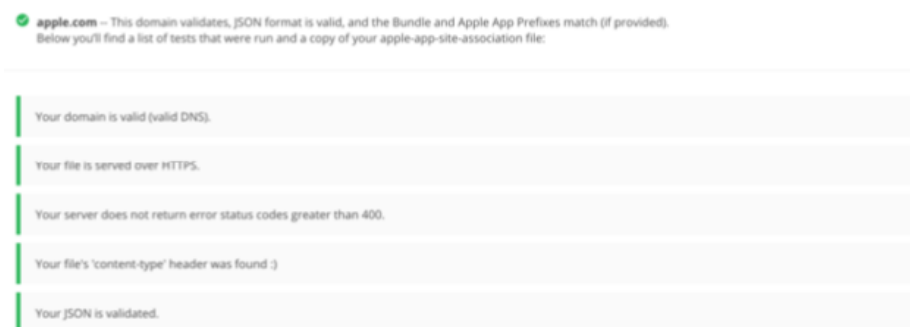 apple.com -- This domain validates, JSON format is valid, and the Bundle and Apple App Prefixes match (if provided).
Below you'll find a list of tests that were run and a copy of your apple-app-site-association file:
Your domain is valid (valid DNS).
Your file is served over HTTPS.
Your server does not return error status codes greater than 400.
Your file's 'content-type' header was found :)
Your JSON is validated.